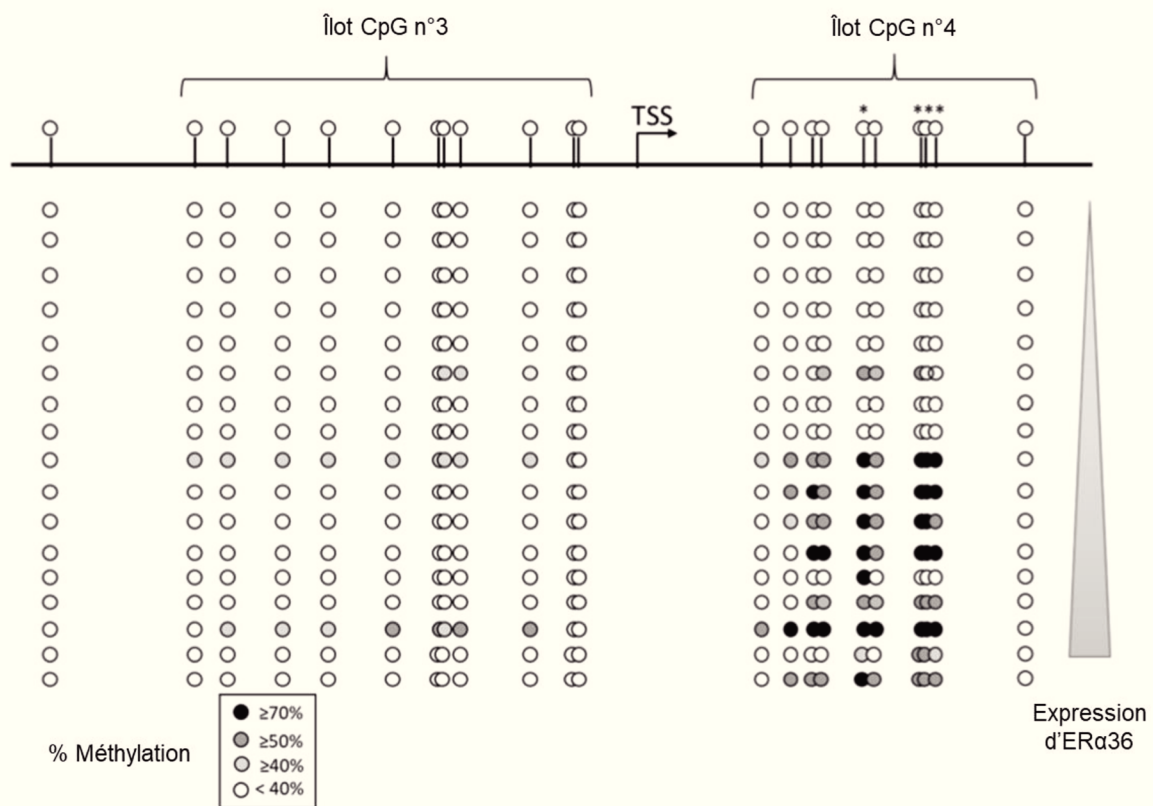 Îlot CpG n°3
Îlot CpG n°4
TSS
*
***
% Méthylation
≥70%
≥50%
≥40%
< 40%
Expression
d'ERα36